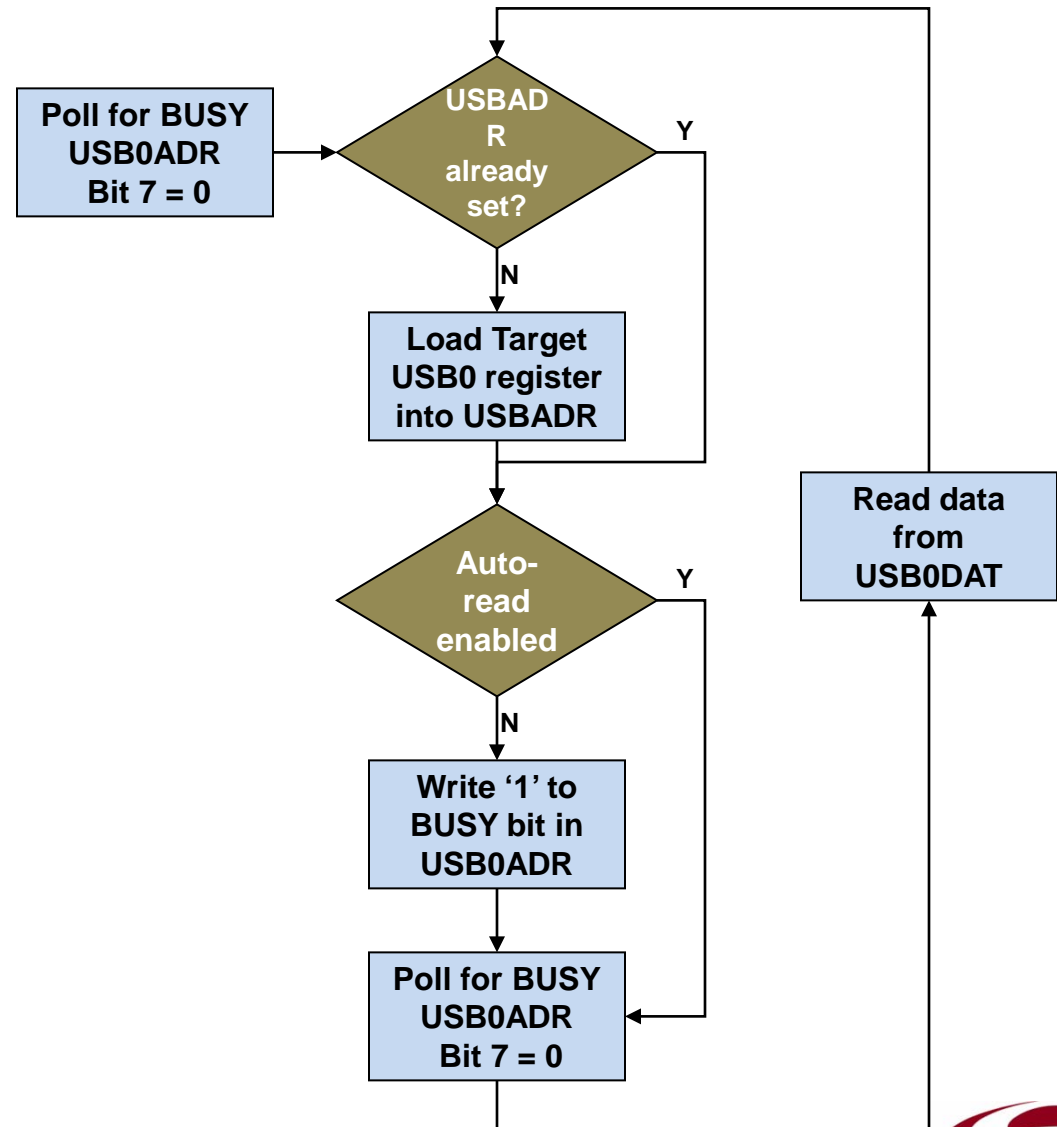 Poll for BUSY
USB0ADR
Bit 7 = 0
USBAD
R
already
set?
Y
N
Load Target
USB0 register
into USBADR
Read data
from
USB0DAT
Auto-
read
enabled
Y
N
Write ‘1’ to
BUSY bit in
USB0ADR
Poll for BUSY
USB0ADR
Bit 7 = 0